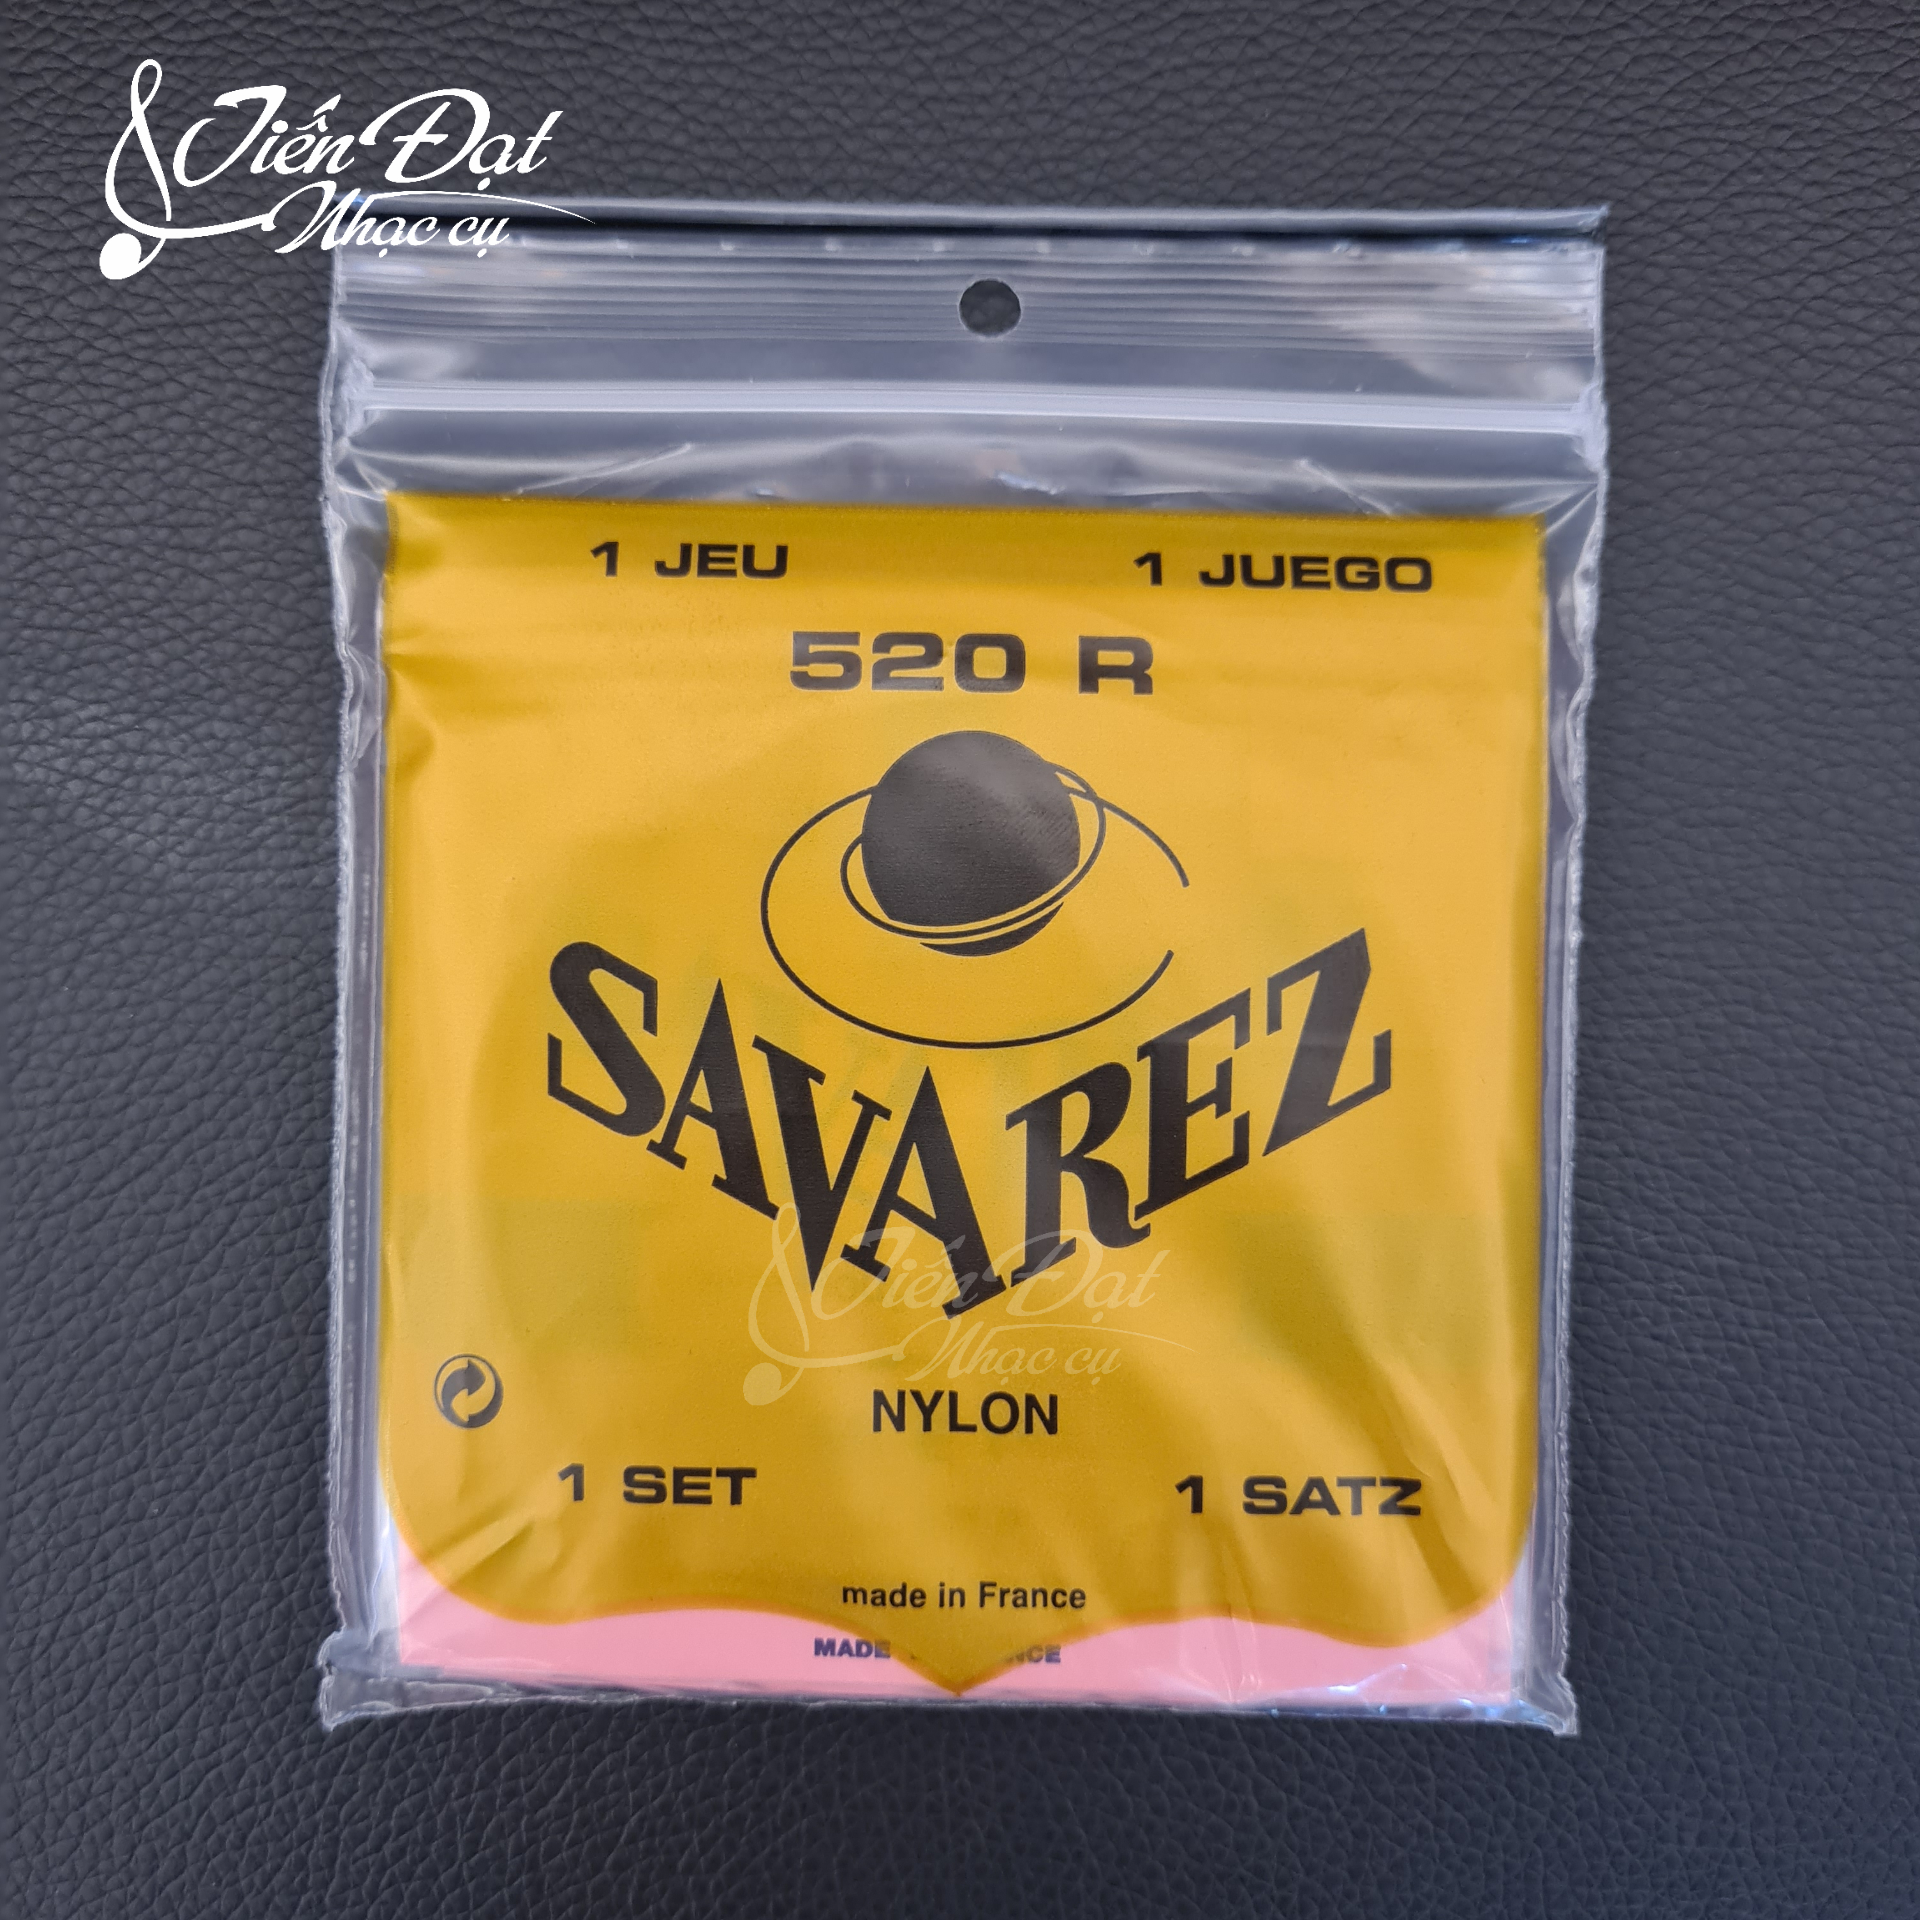 Tiến Đạt
Nhạc cụ
1 JEU 1 JUEGO
520 R
SAVAREZ
Tiến Đạt
Nhạc cụ
NYLON
1 SET 1 SATZ
made in France
MADE